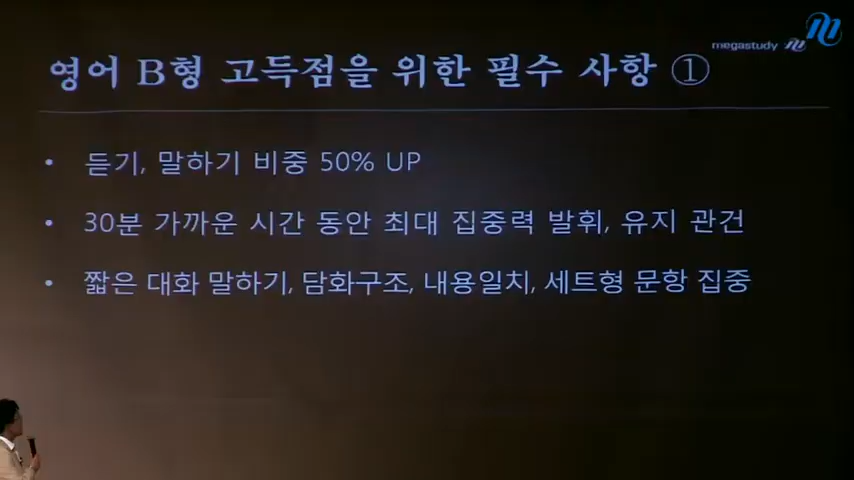 megastudy
영어 B형 고득점을 위한 필수 사항 ①
• 듣기, 말하기 비중 50% UP
• 30분 가까운 시간 동안 최대 집중력 발휘, 유지 관건
• 짧은 대화 말하기, 담화구조, 내용일치, 세트형 문항 집중